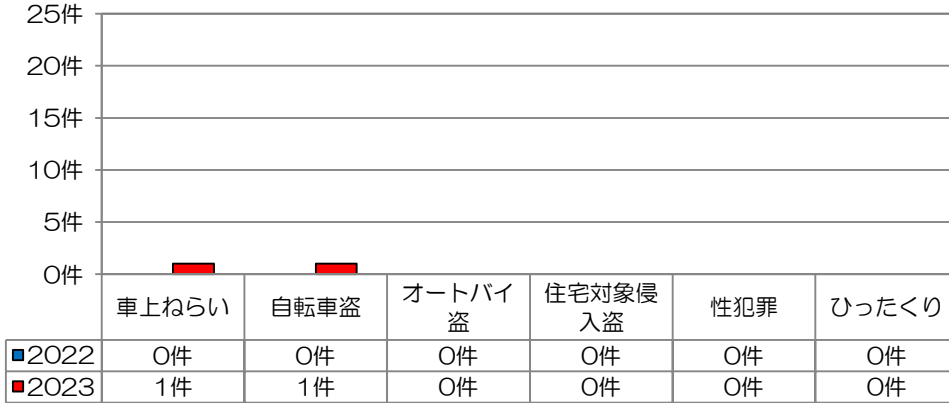 25件
20件
15件
10件
5件
0件
車上ねらい 自転車盗 オートバイ盗 住宅対象侵入盗 性犯罪 ひったくり
2022 0件 0件 0件 0件 0件 0件
2023 1件 1件 0件 0件 0件 0件